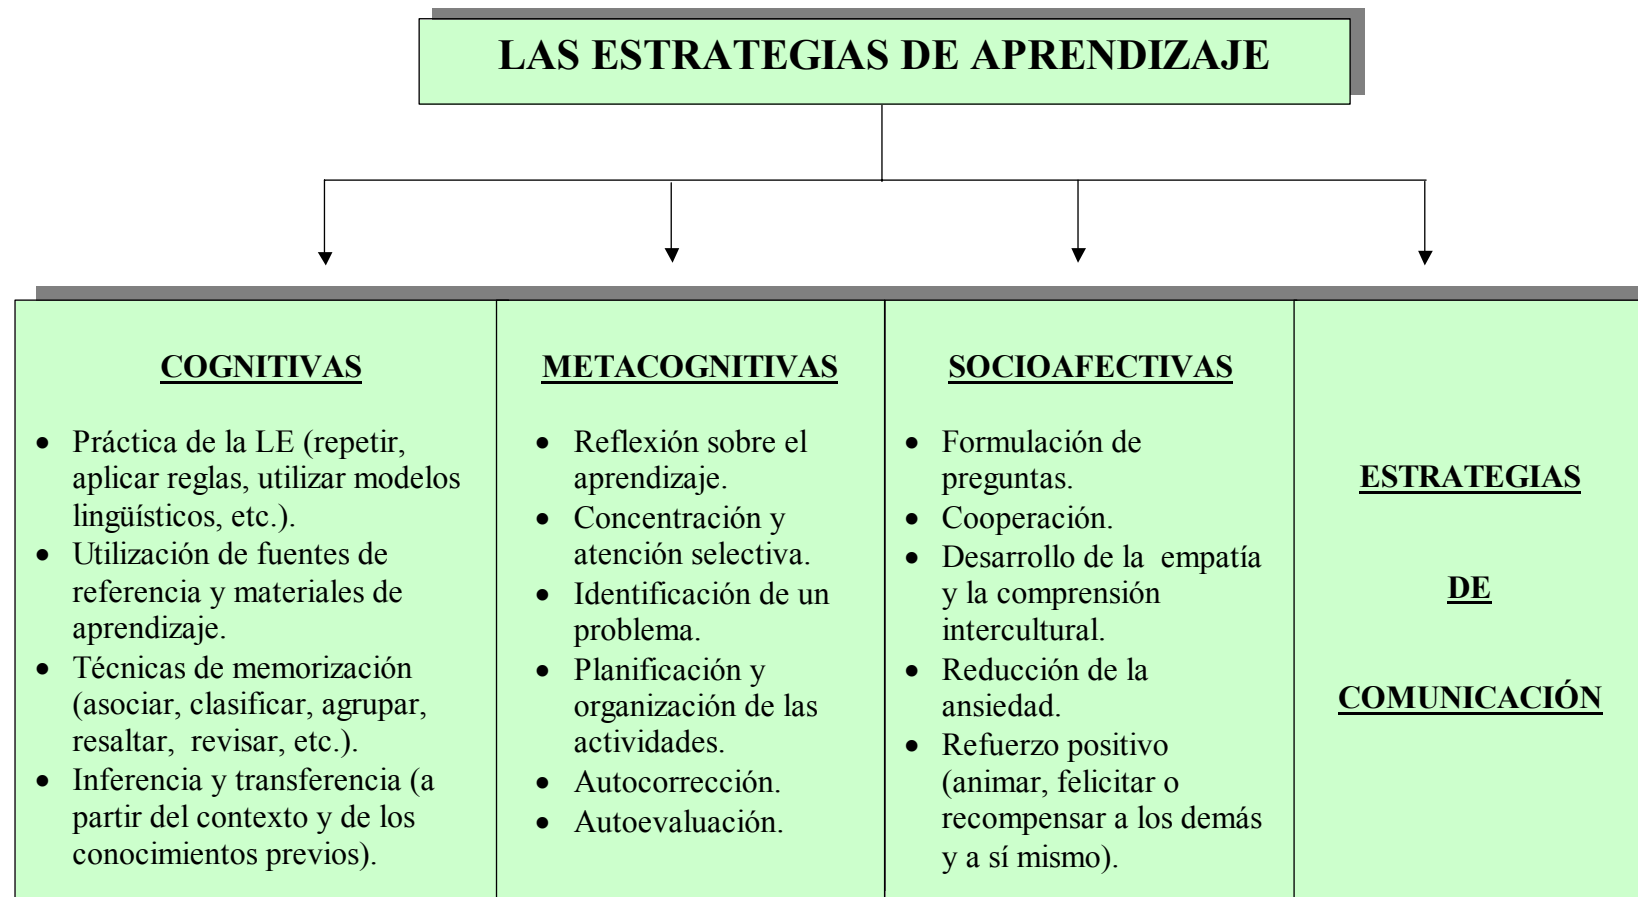 LAS ESTRATEGIAS DE APRENDIZAJE
COGNITIVAS
• Práctica de la LE (repetir,
aplicar reglas, utilizar modelos
lingüísticos, etc.).
• Utilización de fuentes de
referencia y materiales de
aprendizaje.
• Técnicas de memorización
(asociar, clasificar, agrupar,
resaltar, revisar, etc.).
• Inferencia y transferencia (a
partir del contexto y de los
conocimientos previos).
METACOGNITIVAS
• Reflexión sobre el
aprendizaje.
• Concentración y
atención selectiva.
• Identificación de un
problema.
• Planificación y
organización de las
actividades.
• Autocorrección.
• Autoevaluación.
SOCIOAFECTIVAS
• Formulación de
preguntas.
• Cooperación.
• Desarrollo de la empatía
y la comprensión
intercultural.
• Reducción de la
ansiedad.
• Refuerzo positivo
(animar, felicitar o
recompensar a los demás
y a sí mismo).
ESTRATEGIAS
DE
COMUNICACIÓN